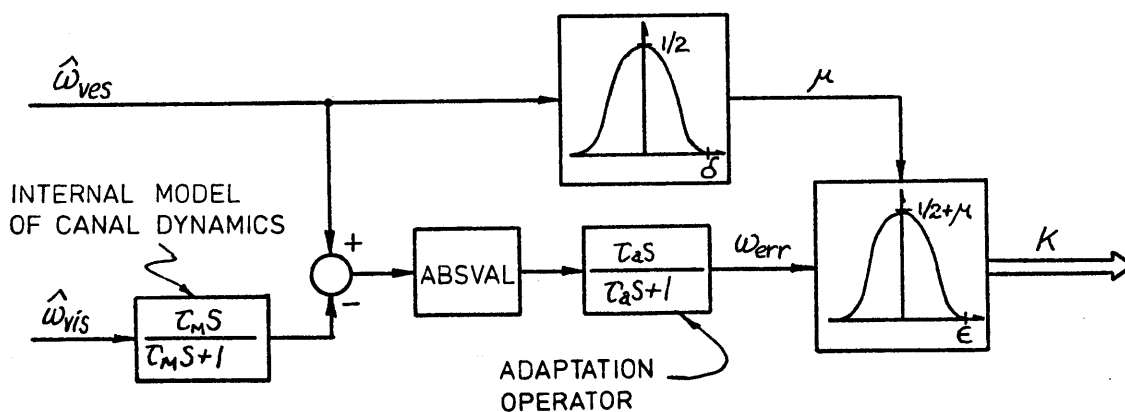 1/2
ω̂ves
μ
δ
INTERNAL MODEL
OF CANAL DYNAMICS
+
−
ABSVAL
τₐs
τₐs+1
ωerr
1/2+μ
K
ε
ω̂vis
τMs
τMs+1
ADAPTATION
OPERATOR